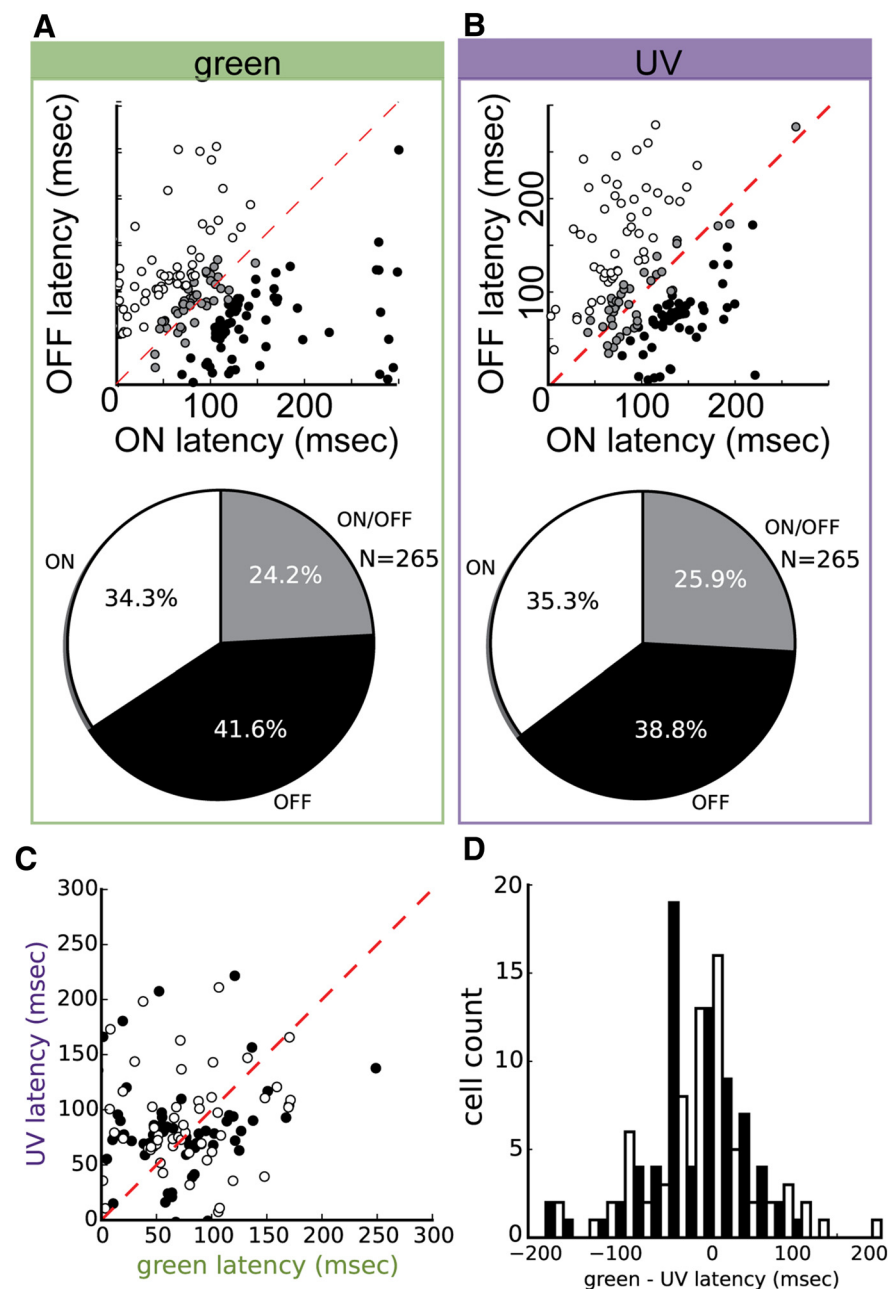 A
green
OFF latency (msec)
0
100
200
ON latency (msec)
ON
ON/OFF
N=265
34.3%
24.2%
41.6%
OFF
B
UV
OFF latency (msec)
200
100
0
100
200
ON latency (msec)
ON
ON/OFF
N=265
35.3%
25.9%
38.8%
OFF
C
UV latency (msec)
300
250
200
150
100
50
0
0
50
100
150
200
250
300
green latency (msec)
D
cell count
20
15
10
5
0
−200
−100
0
100
200
green - UV latency (msec)